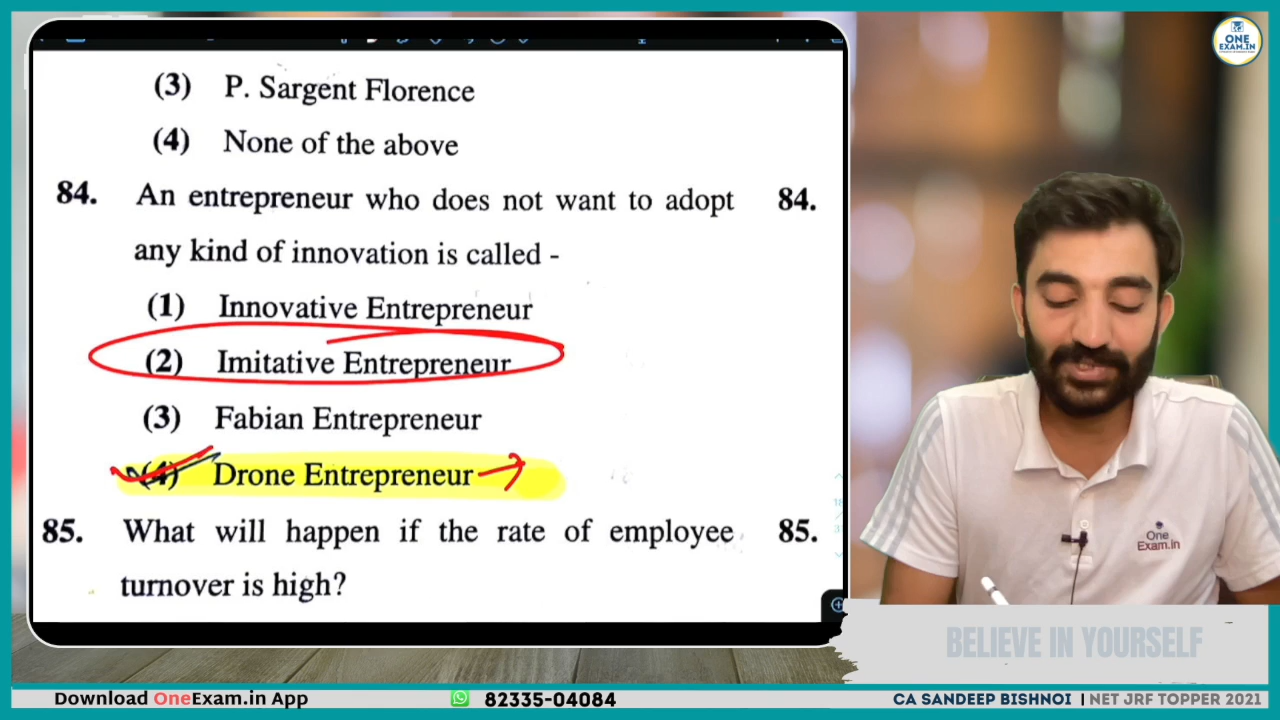 ONE
EXAM.IN
(3) P. Sargent Florence
(4) None of the above
84. An entrepreneur who does not want to adopt 84.
any kind of innovation is called -
(1) Innovative Entrepreneur
(2) Imitative Entrepreneur
(3) Fabian Entrepreneur
(4) Drone Entrepreneur
85. What will happen if the rate of employee 85.
turnover is high?
One
Exam.in
BELIEVE IN YOURSELF
Download OneExam.in App 82335-04084 CA SANDEEP BISHNOI | NET JRF TOPPER 2021